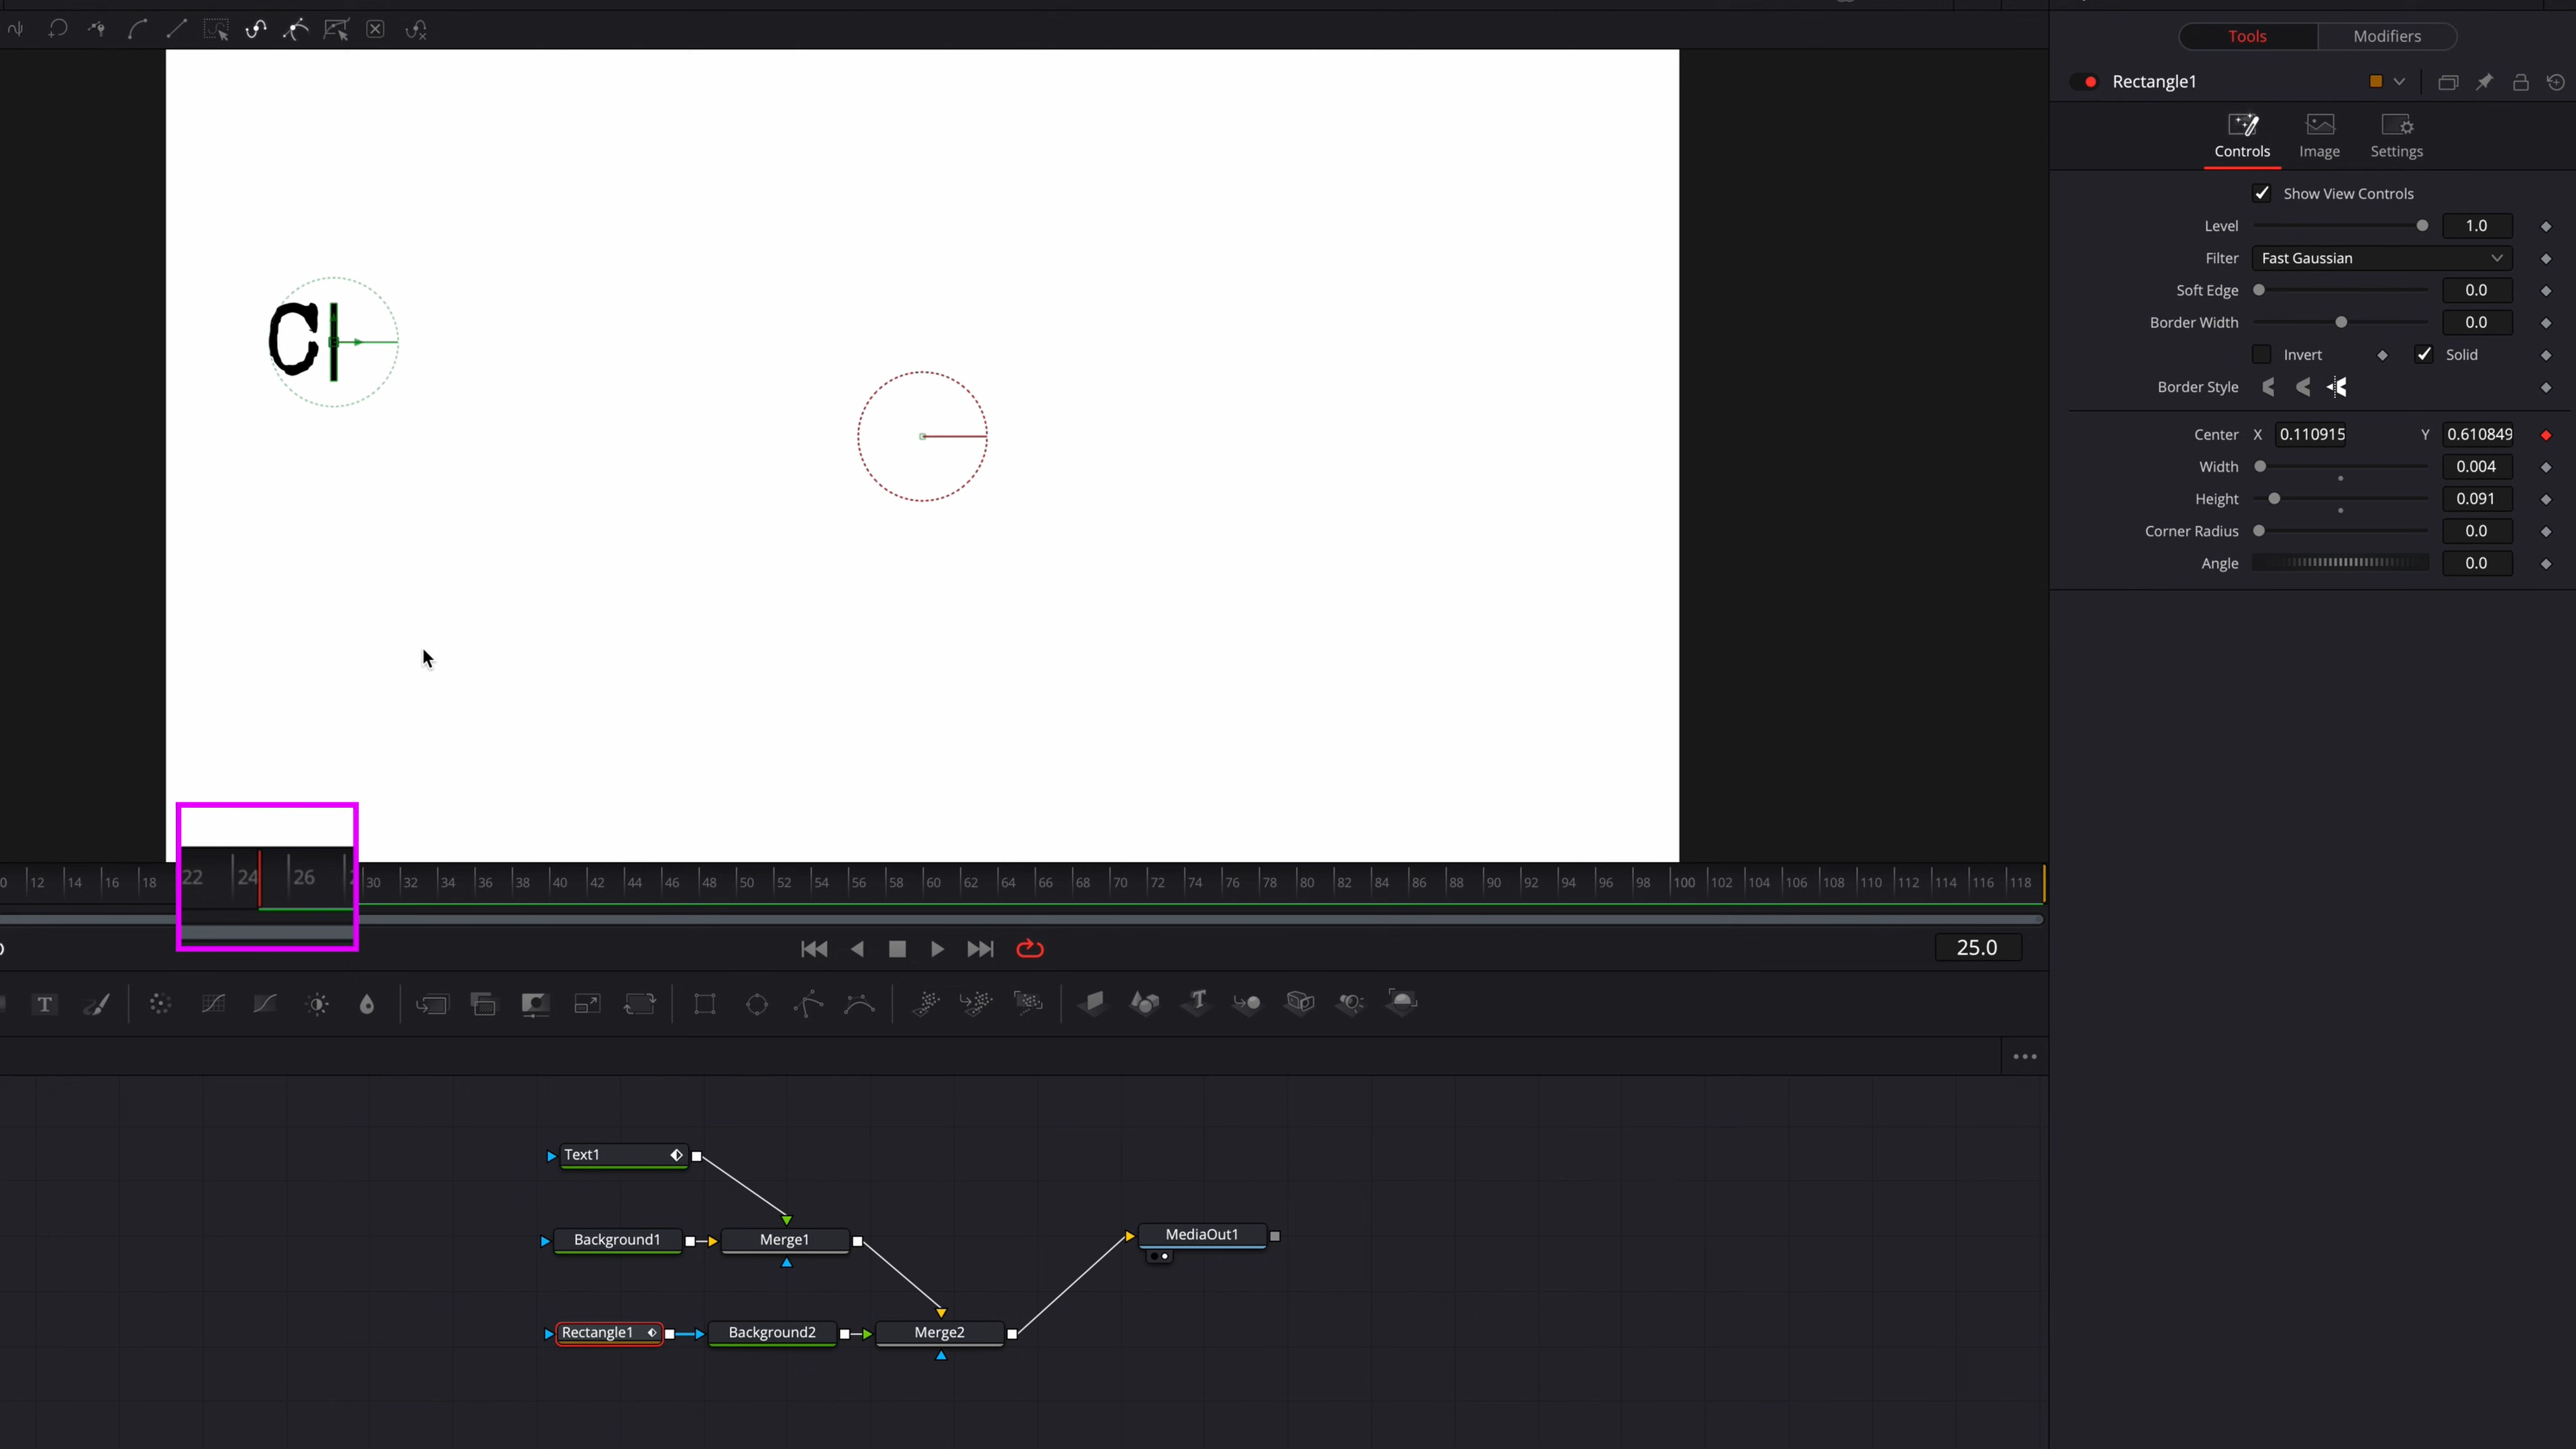 Tools Modifiers
Rectangle1
Controls Image Settings
Show View Controls
Level 1.0
Filter Fast Gaussian
Soft Edge 0.0
Border Width 0.0
Invert Solid
Border Style
Center X 0.110915 Y 0.610849
Width 0.004
Height 0.091
Corner Radius 0.0
Angle 0.0
C
12 14 16 18 22 24 26 30 32 34 36 38 40 42 44 46 48 50 52 54 56 58 60 62 64 66 68 70 72 74 76 78 80 82 84 86 88 90 92 94 96 98 100 102 104 106 108 110 112 114 116 118
25.0
T
Text1
Background1 Merge1 MediaOut1
Rectangle1 Background2 Merge2